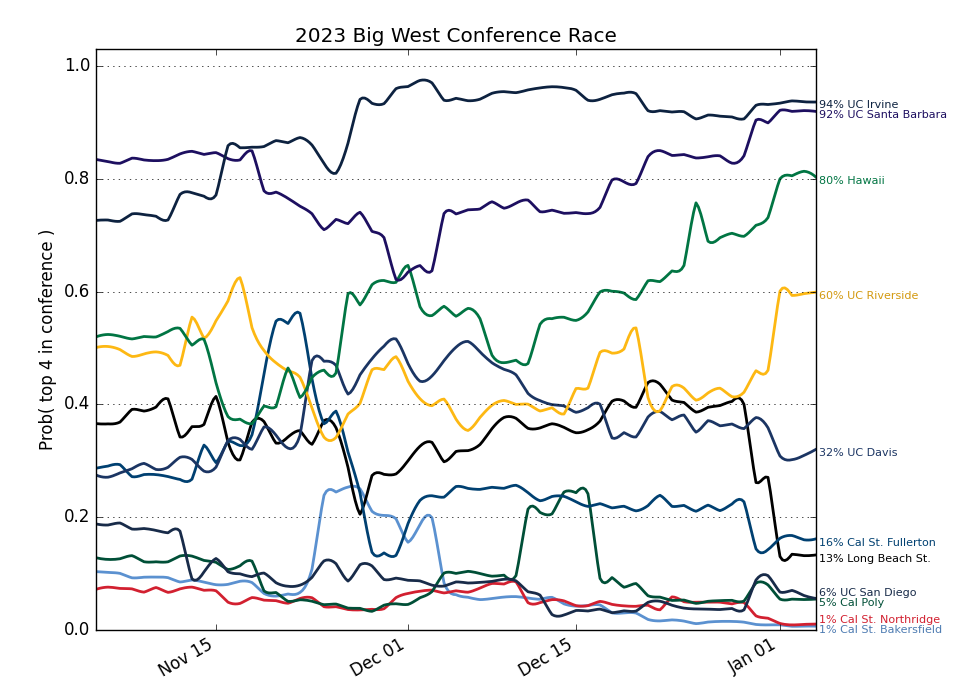 2023 Big West Conference Race
Prob( top 4 in conference )
1.0
0.8
0.6
0.4
0.2
0.0
Nov 15
Dec 01
Dec 15
Jan 01
94% UC Irvine
92% UC Santa Barbara
80% Hawaii
60% UC Riverside
32% UC Davis
16% Cal St. Fullerton
13% Long Beach St.
6% UC San Diego
5% Cal Poly
1% Cal St. Northridge
1% Cal St. Bakersfield